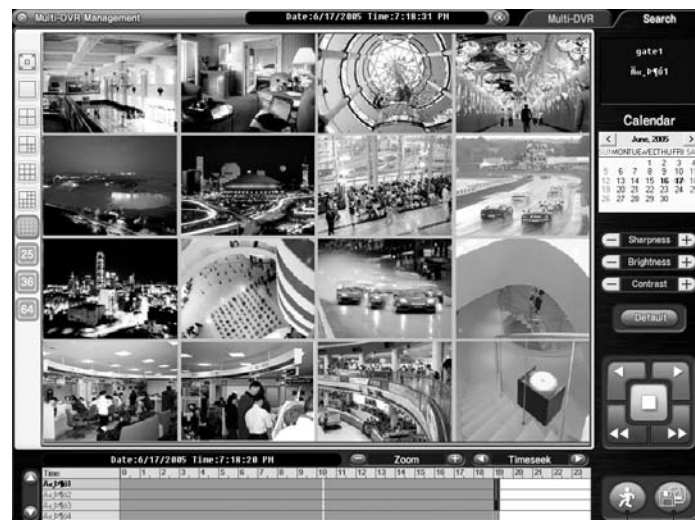 Multi-DVR Management
Date:6/17/2005 Time:7:18:31 PM
Multi-DVR
Search
gate1
Calendar
< June, 2005 >
1 2 3 4
5 6 7 8 9 10
12 13 14 15 16 17
19 20 21 22 23 24
26 27 28 29 30
Sharpness
Brightness
Contrast
Default
25
36
64
Date:6/17/2005 Time:7:18:20 PM
Zoom
Timeseek
Time 0 1 2 3 4 5 6 7 8 9 10 11 12 13 14 15 16 17 18 19 20 21 22 23